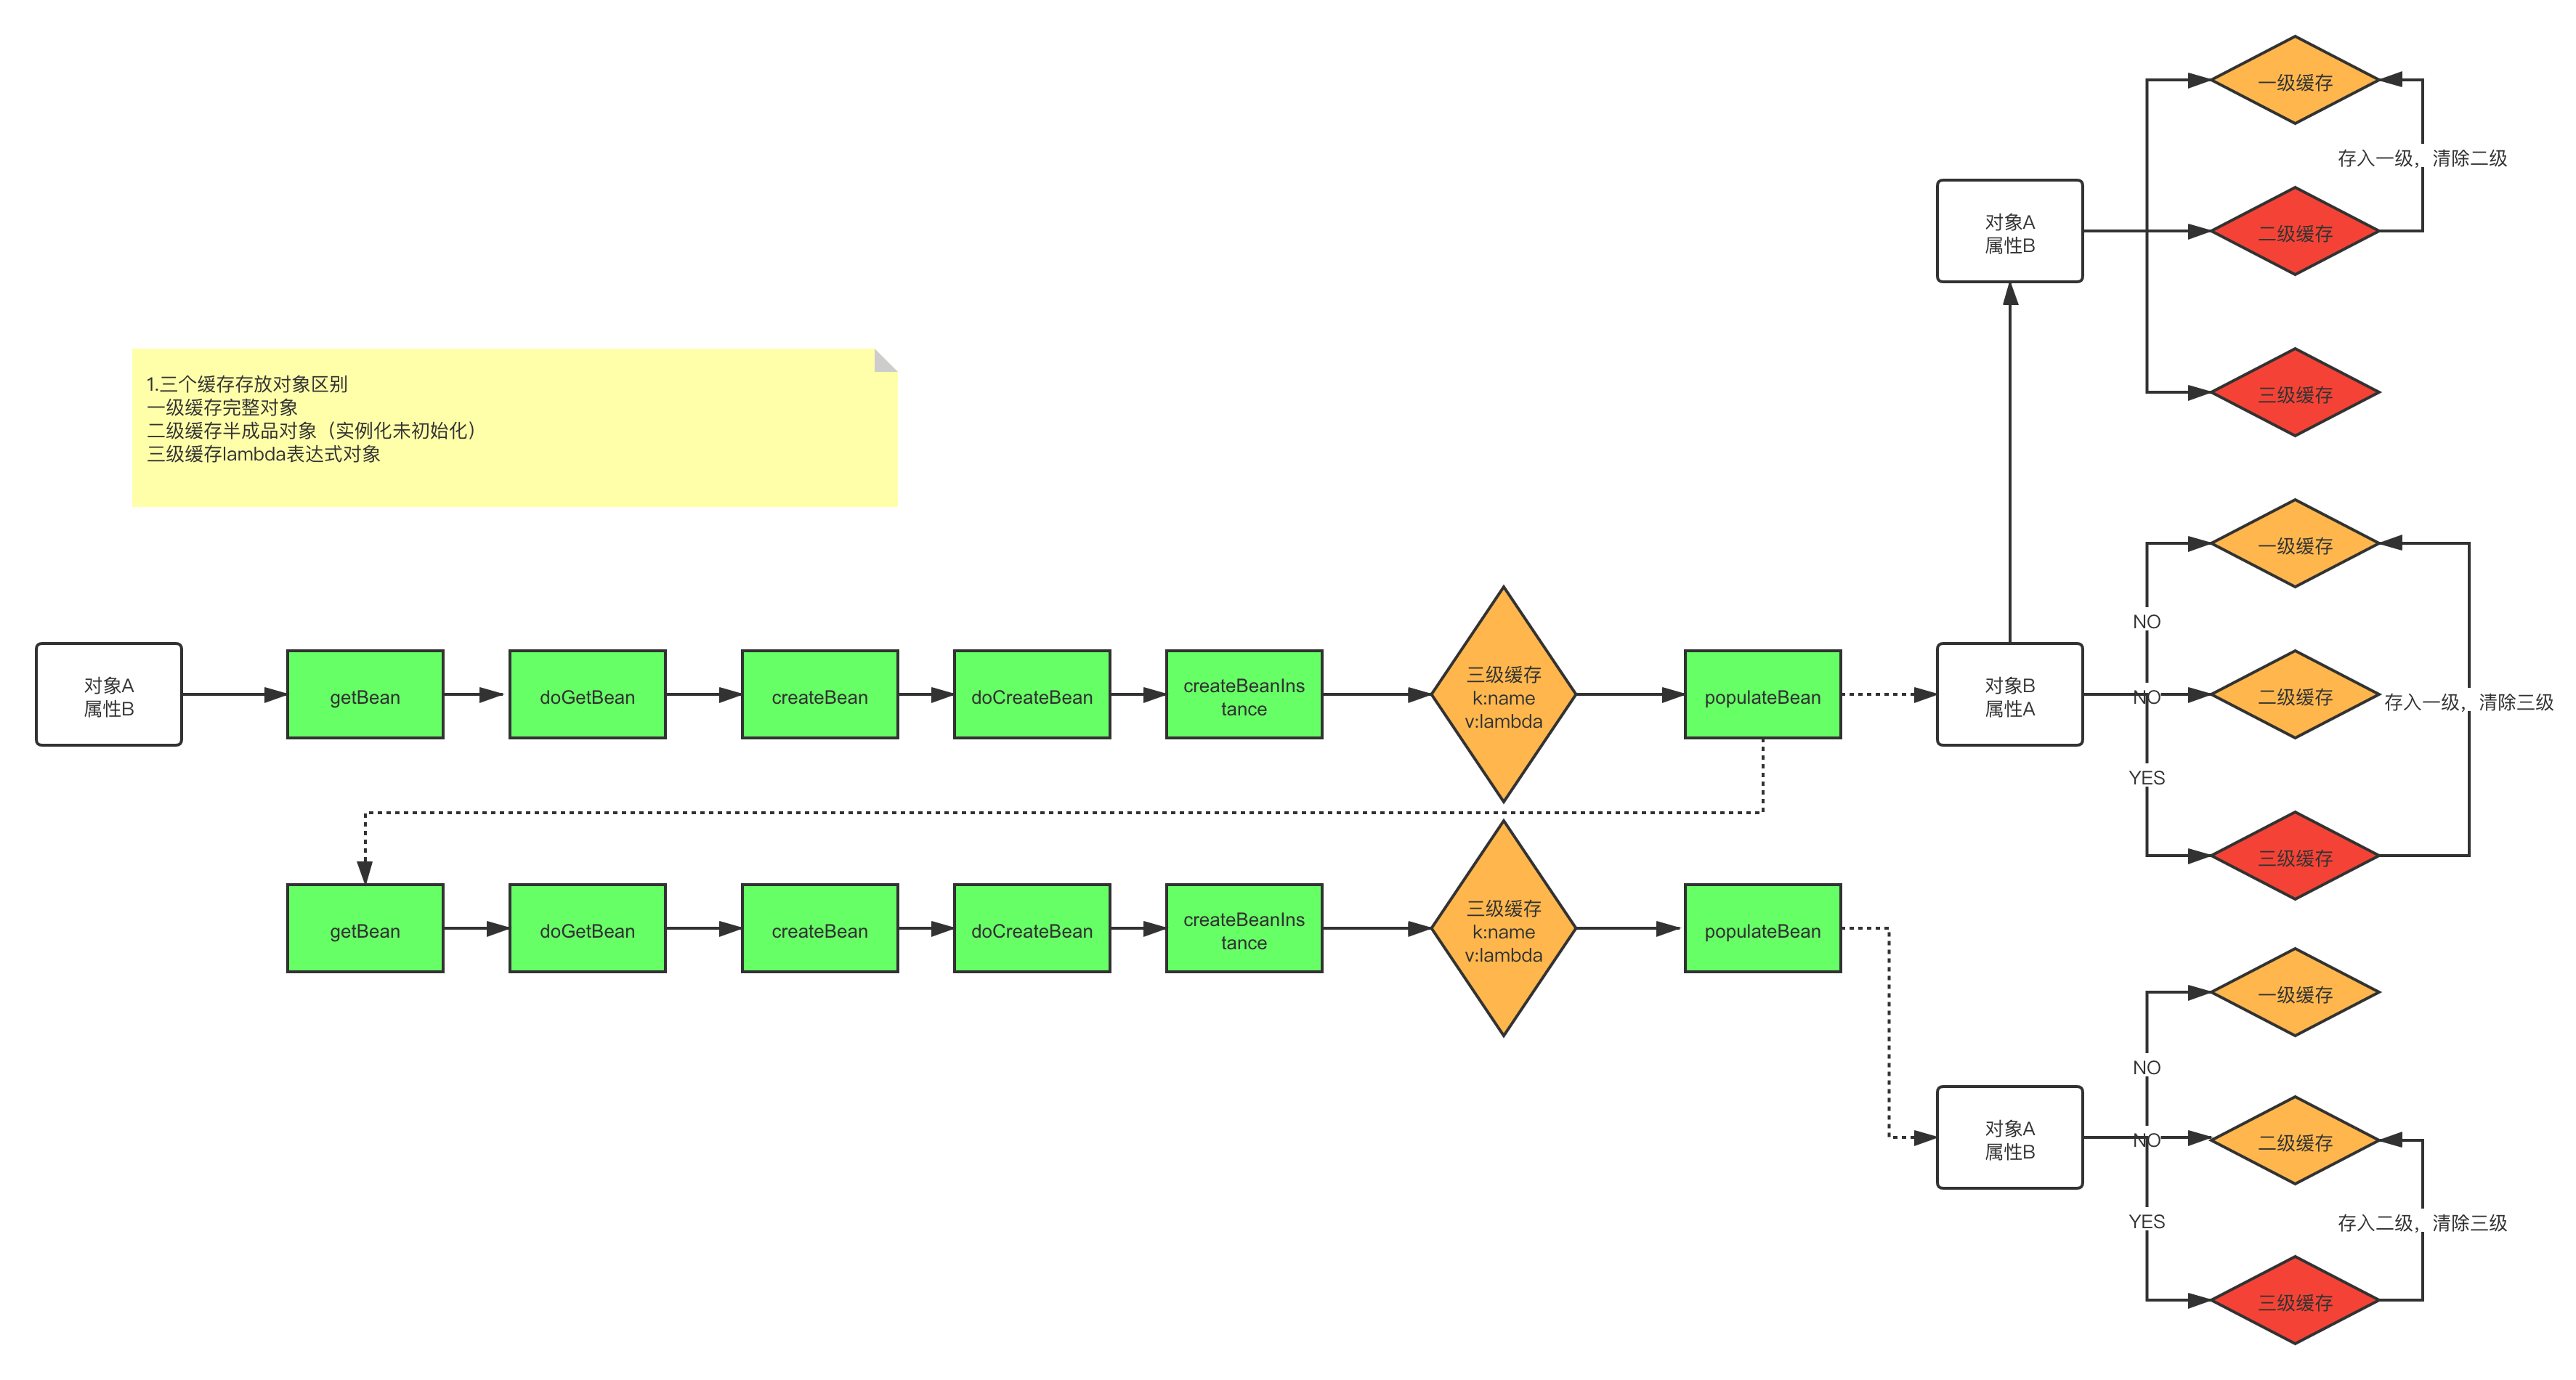 一级缓存
存入一级，清除二级
对象A
属性B
二级缓存
三级缓存
1.三个缓存存放对象区别
一级缓存完整对象
二级缓存半成品对象（实例化未初始化）
三级缓存lambda表达式对象
一级缓存
NO
对象A
属性B
getBean
doGetBean
createBean
doCreateBean
createBeanIns
tance
三级缓存
k:name
v:lambda
populateBean
对象B
属性A
NO
二级缓存
存入一级，清除三级
YES
三级缓存
getBean
doGetBean
createBean
doCreateBean
createBeanIns
tance
三级缓存
k:name
v:lambda
populateBean
一级缓存
NO
对象A
属性B
NO
二级缓存
YES
存入二级，清除三级
三级缓存